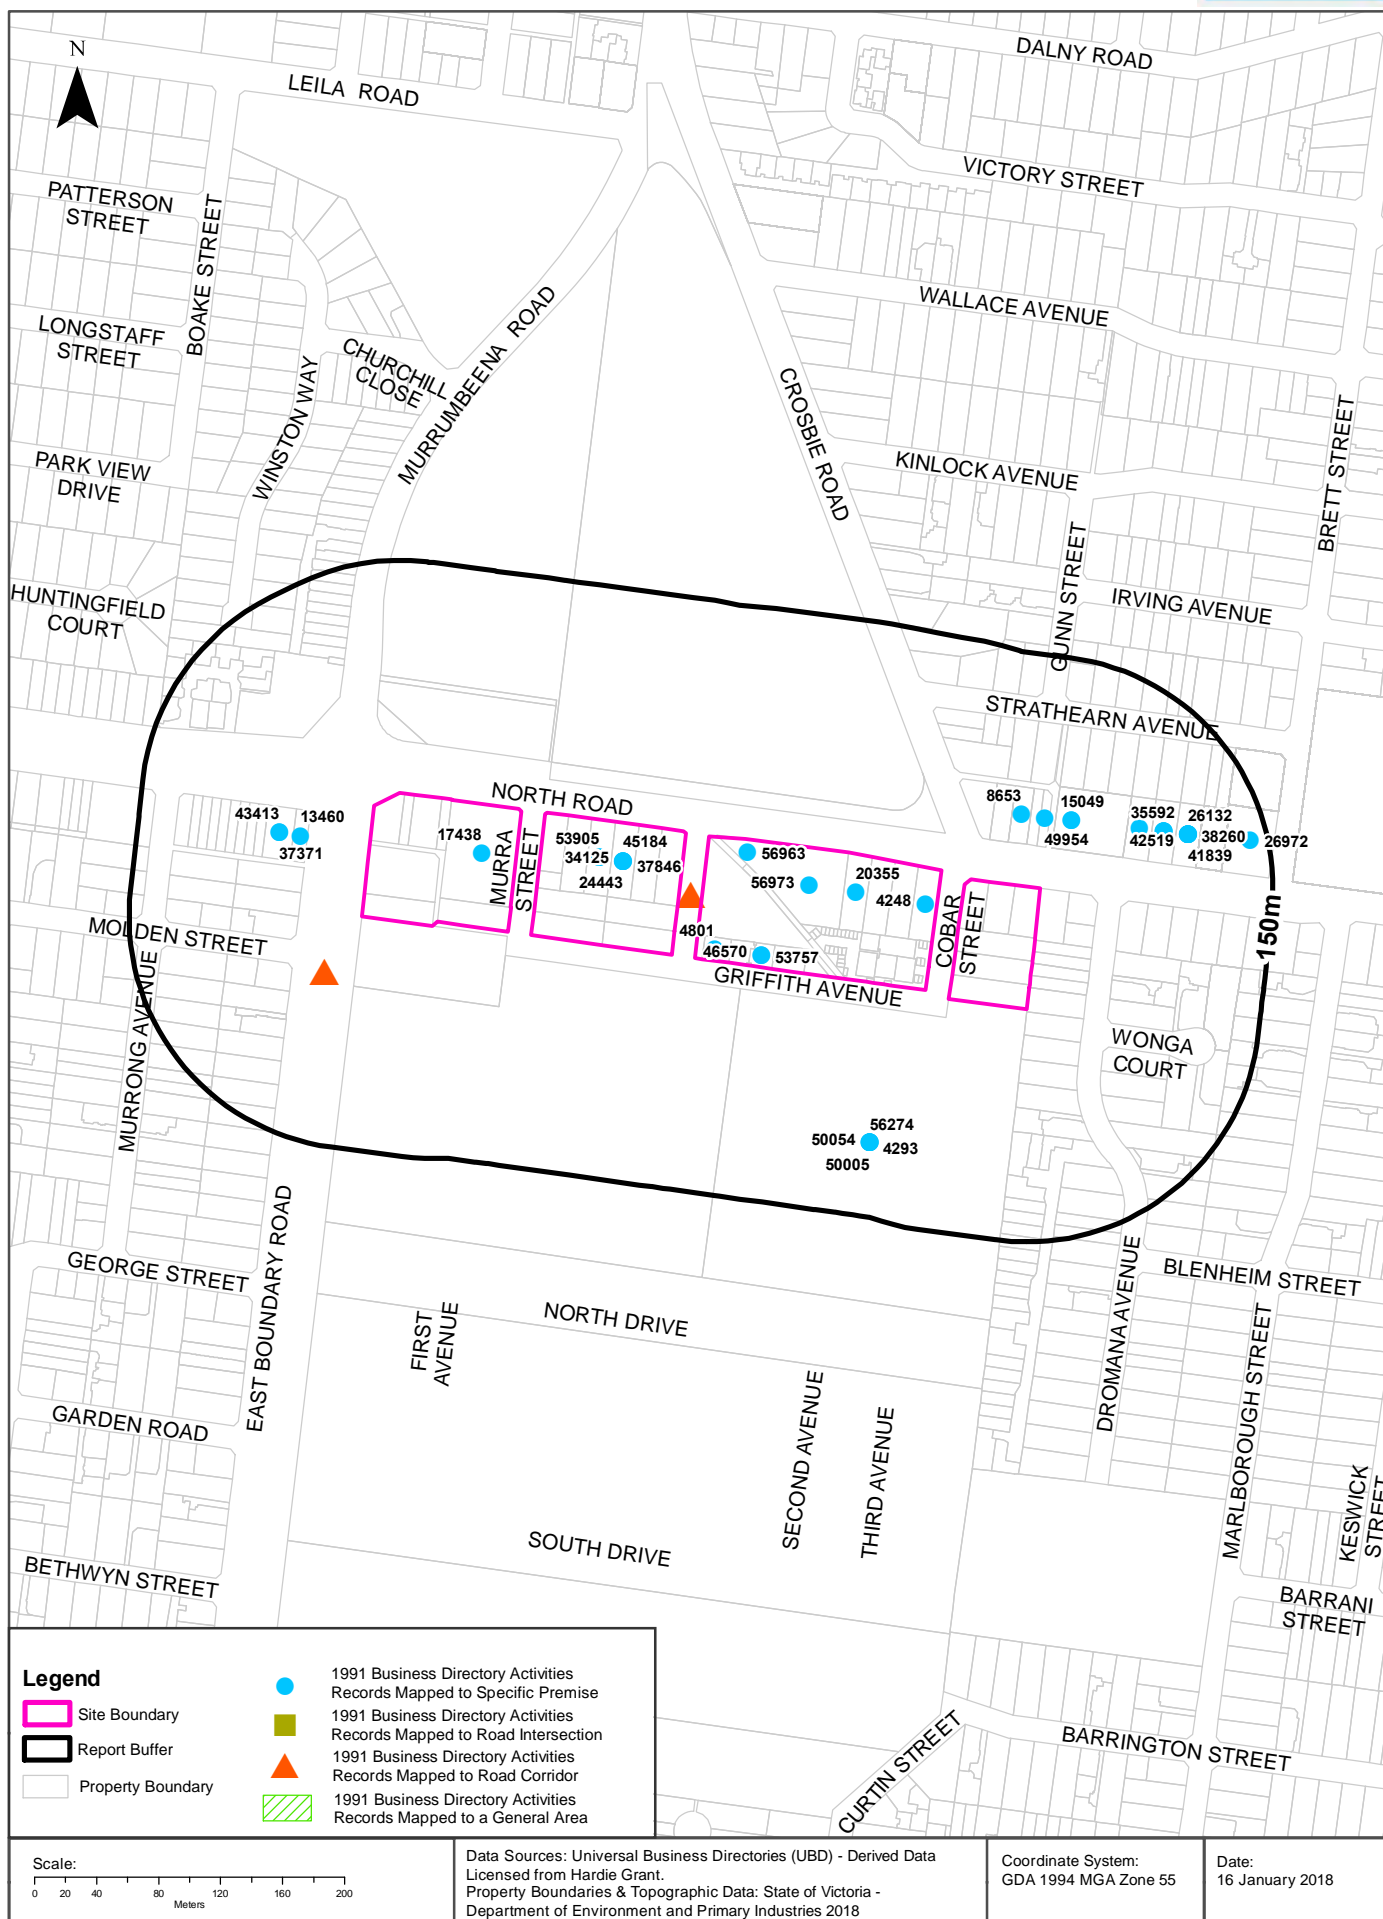 N
DALNY ROAD
LEILA ROAD
VICTORY STREET
PATTERSON
STREET
BOAKE STREET
WALLACE AVENUE
LONGSTAFF
STREET
CHURCHILL
CLOSE
MURRUMBEENA ROAD
WINSTON WAY
CROSBIE ROAD
BRETT STREET
PARK VIEW
DRIVE
KINLOCK AVENUE
GUNN STREET
HUNTINGFIELD
COURT
IRVING AVENUE
STRATHEARN AVENUE
NORTH ROAD
43413
13460
37371
17438
MURRA
STREET
53905
45184
34125
37846
24443
56963
56973
20355
4248
8653
15049
49954
35592
26132
42519
38260
41839
26972
4801
46570
53757
COBAR
STREET
150m
MOLDEN STREET
GRIFFITH AVENUE
MURRONG AVENUE
WONGA
COURT
56274
50054
4293
50005
EAST BOUNDARY ROAD
GEORGE STREET
DROMANA AVENUE
BLENHEIM STREET
FIRST
AVENUE
NORTH DRIVE
MARLBOROUGH STREET
GARDEN ROAD
SECOND AVENUE
THIRD AVENUE
KESWICK
STREET
SOUTH DRIVE
BETHWYN STREET
BARRANI
STREET
CURTIN STREET
BARRINGTON STREET
Legend
Site Boundary
Report Buffer
Property Boundary
1991 Business Directory Activities
Records Mapped to Specific Premise
1991 Business Directory Activities
Records Mapped to Road Intersection
1991 Business Directory Activities
Records Mapped to Road Corridor
1991 Business Directory Activities
Records Mapped to a General Area
Scale:
0 20 40 80 120 160 200
Meters
Data Sources: Universal Business Directories (UBD) - Derived Data
Licensed from Hardie Grant.
Property Boundaries & Topographic Data: State of Victoria -
Department of Environment and Primary Industries 2018
Coordinate System:
GDA 1994 MGA Zone 55
Date:
16 January 2018